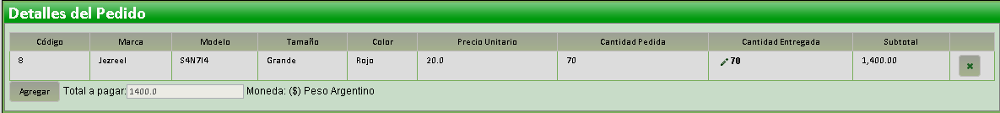 Detalles del Pedido
Código Marca Modelo Tamaño Color Precio Unitario Cantidad Pedida Cantidad Entregada Subtotal
8 Jezreel S4N7I4 Grande Rojo 20.0 70 70 1,400.00
Agregar Total a pagar: 1400.0 Moneda: ($) Peso Argentino